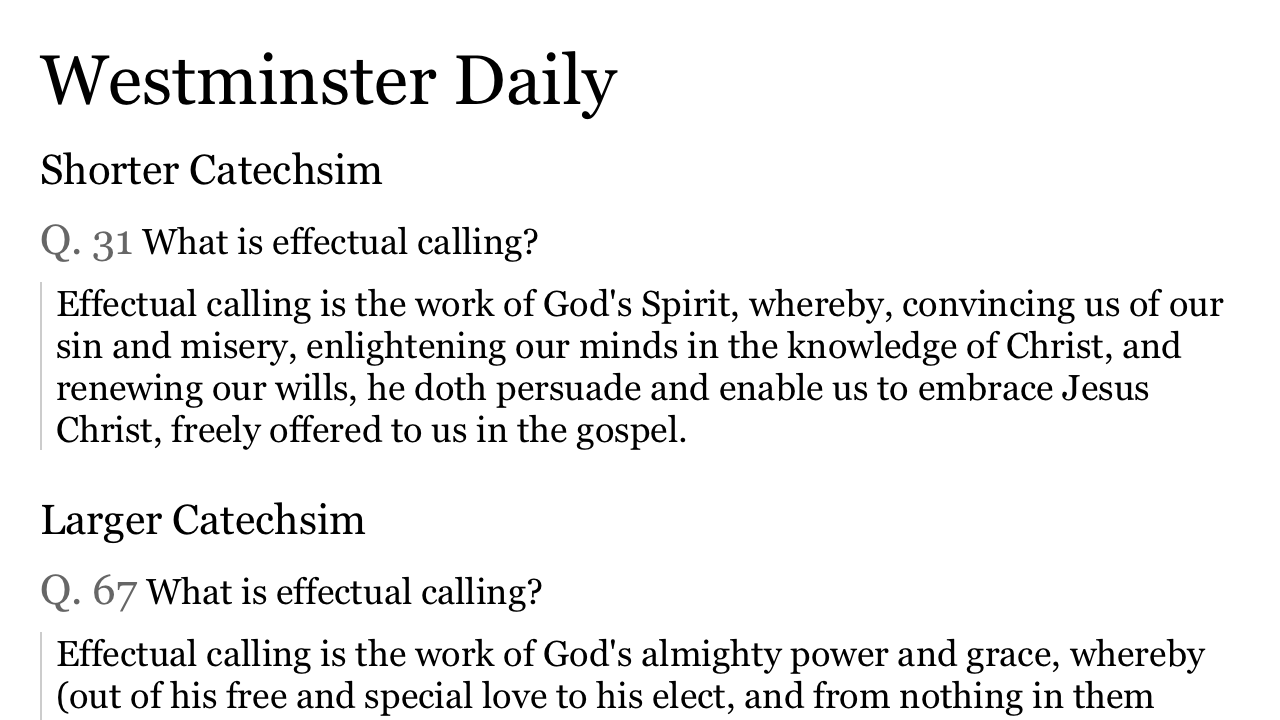 Westminster Daily
Shorter Catechsim
Q. 31 What is effectual calling?
Effectual calling is the work of God's Spirit, whereby, convincing us of our
sin and misery, enlightening our minds in the knowledge of Christ, and
renewing our wills, he doth persuade and enable us to embrace Jesus
Christ, freely offered to us in the gospel.
Larger Catechsim
Q. 67 What is effectual calling?
Effectual calling is the work of God's almighty power and grace, whereby
(out of his free and special love to his elect, and from nothing in them